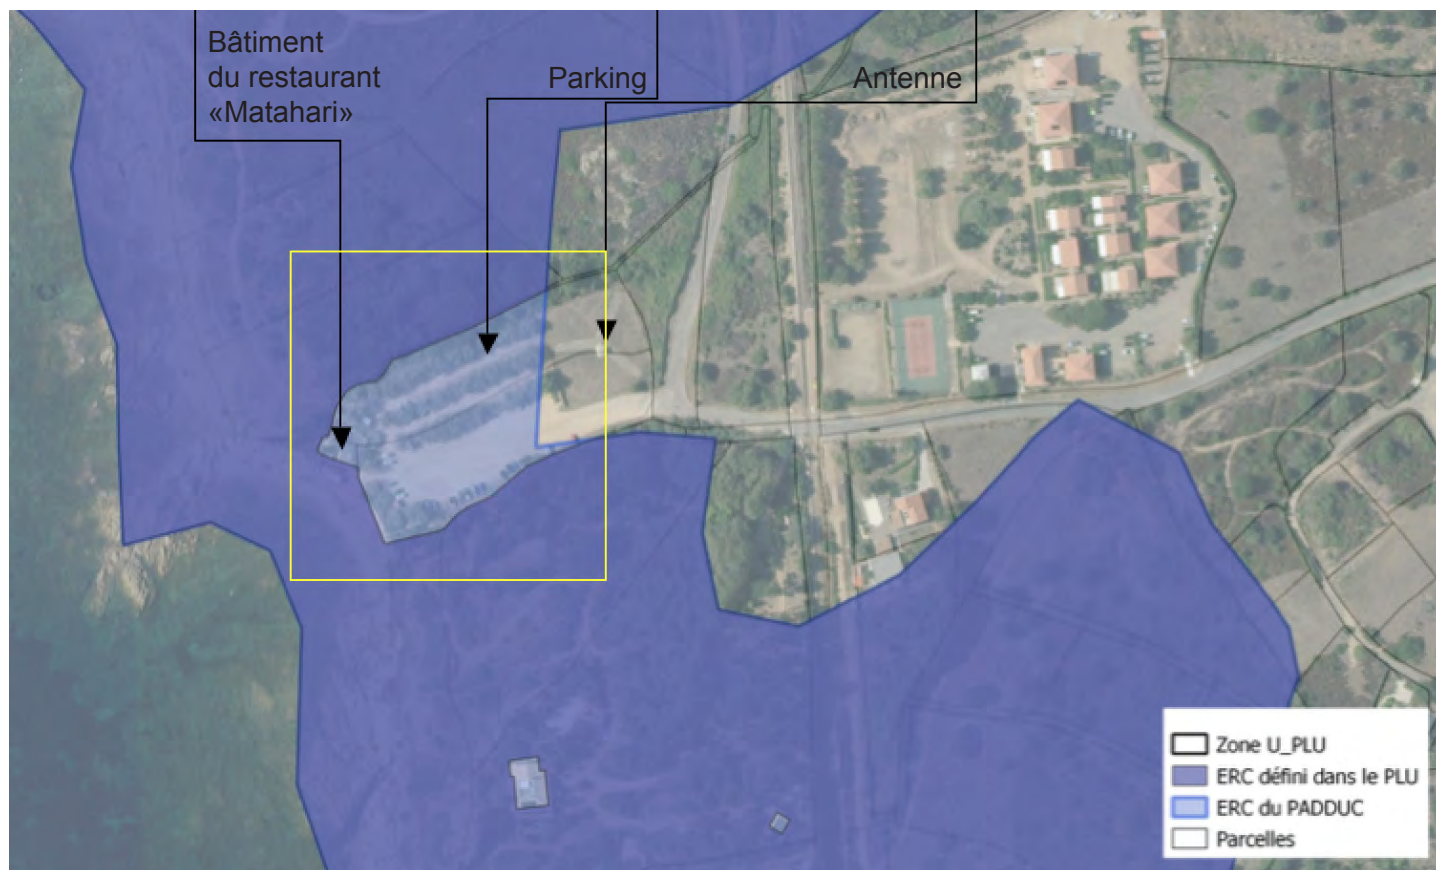 Bâtiment
du restaurant
«Matahari»
Parking
Antenne
Zone U_PLU
ERC défini dans le PLU
ERC du PADDUC
Parcelles